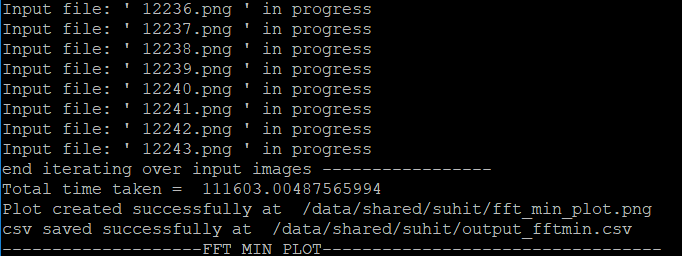 Input file: ' 12236.png ' in progress
Input file: ' 12237.png ' in progress
Input file: ' 12238.png ' in progress
Input file: ' 12239.png ' in progress
Input file: ' 12240.png ' in progress
Input file: ' 12241.png ' in progress
Input file: ' 12242.png ' in progress
Input file: ' 12243.png ' in progress
end iterating over input images -----------------
Total time taken =  111603.00487565994
Plot created successfully at  /data/shared/suhit/fft_min_plot.png
csv saved successfully at  /data/shared/suhit/output_fftmin.csv
--------------------FFT MIN PLOT----------------------------------